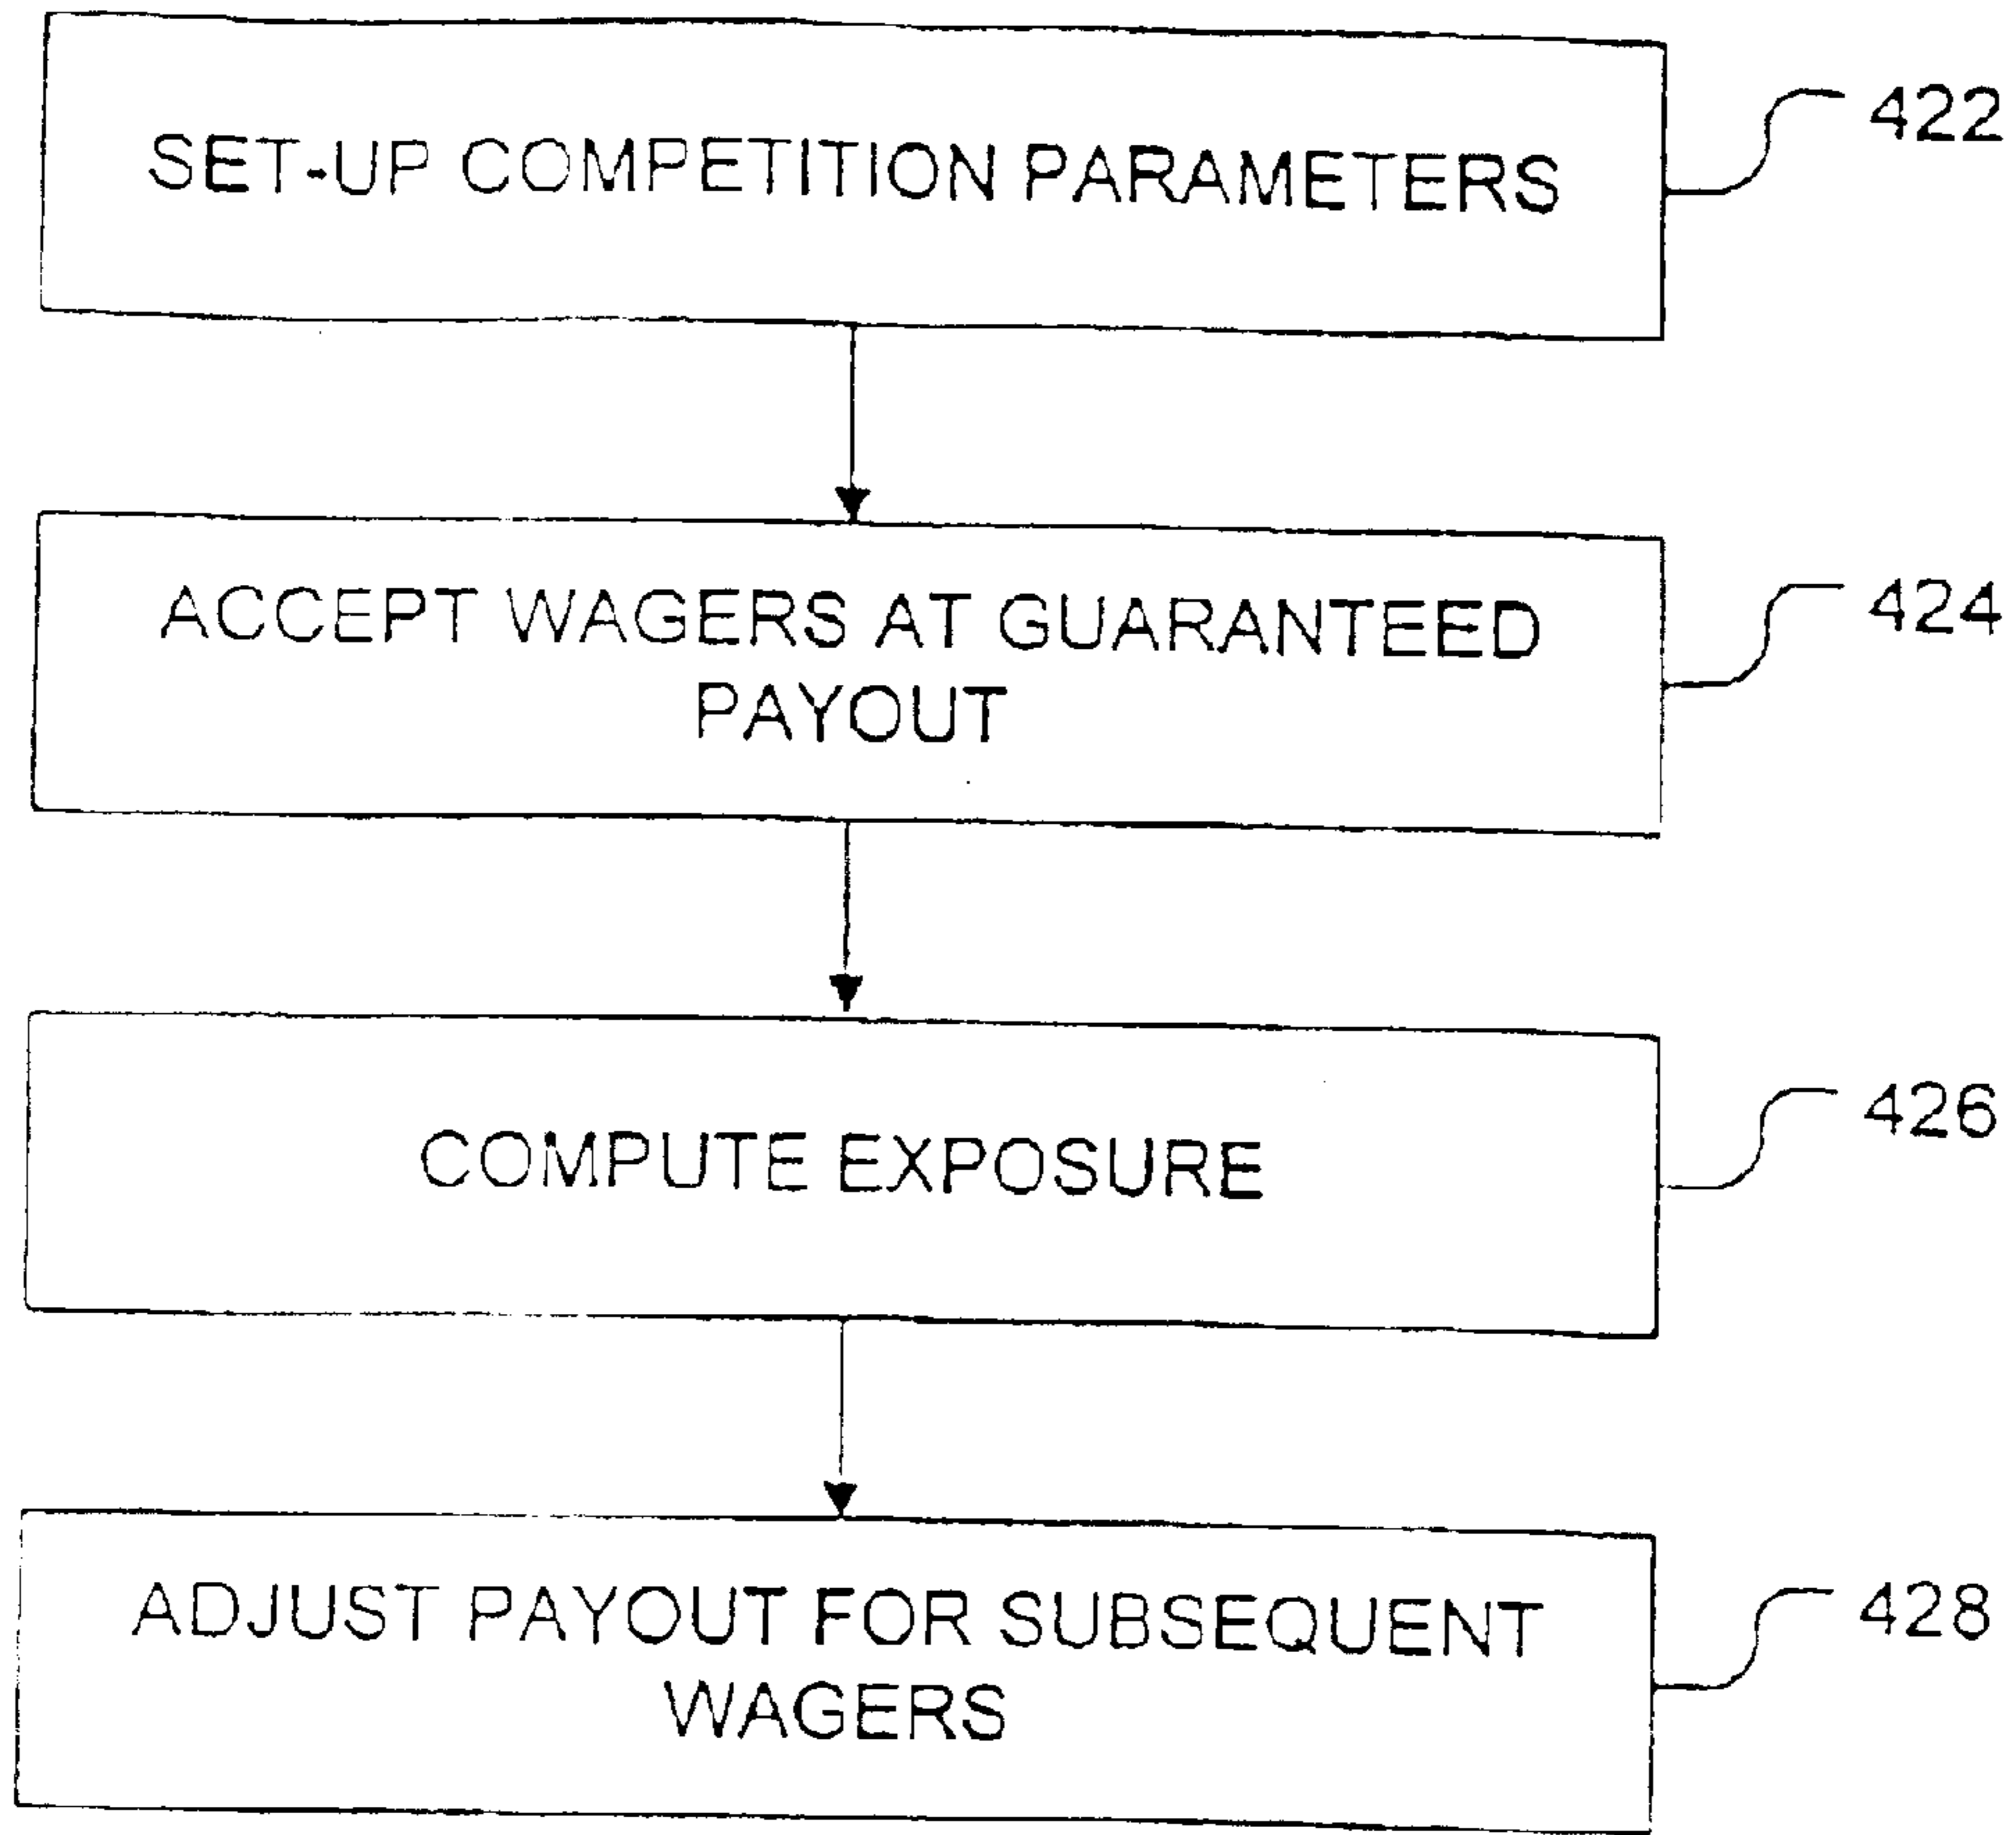 SET-UP COMPETITION PARAMETERS
422
ACCEPT WAGERS AT GUARANTEED
PAYOUT
424
COMPUTE EXPOSURE
426
ADJUST PAYOUT FOR SUBSEQUENT
WAGERS
428